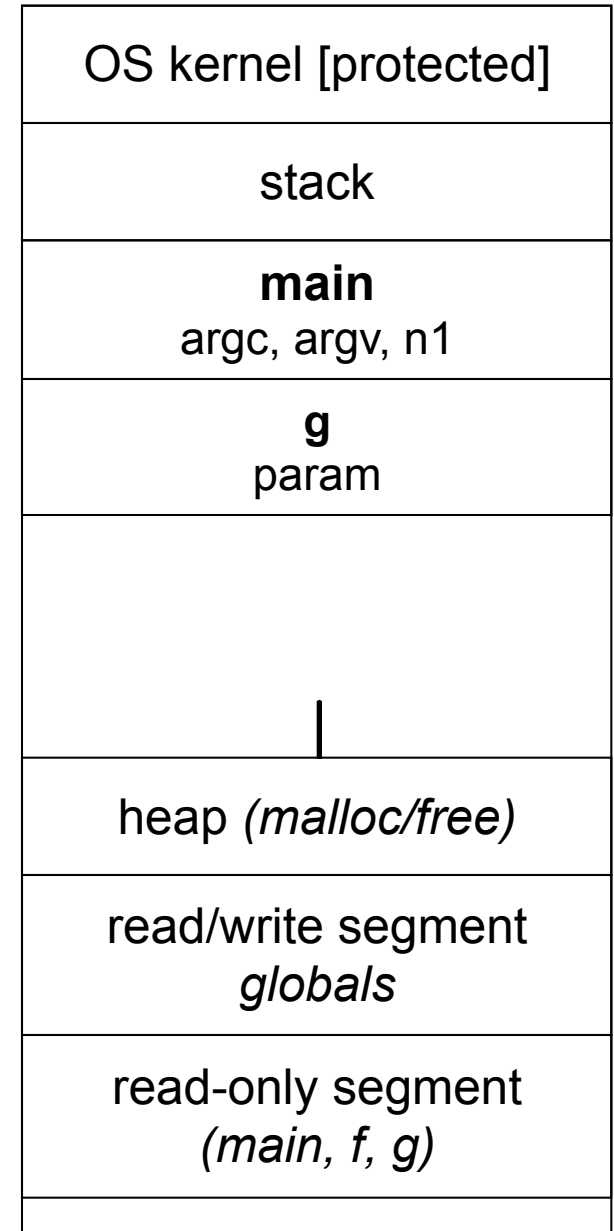 OS kernel [protected]
stack
main
argc, argv, n1
g
param
heap (malloc/free)
read/write segment
globals
read-only segment
(main, f, g)